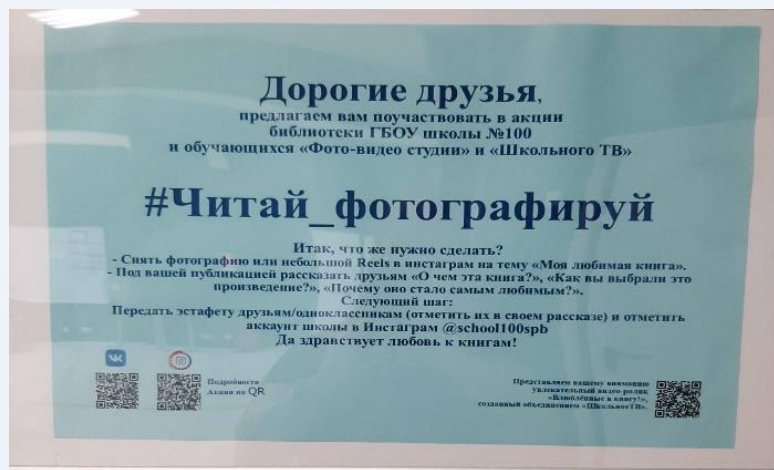 Дорогие друзья,
предлагаем вам поучаствовать в акции
библиотеки ГБОУ школы №100
и обучающихся «Фото-видео студии» и «Школьного ТВ»
#Читай_фотографируй
Итак, что же нужно сделать?
- Снять фотографию или небольшой Reels в инстаграм на тему «Моя любимая книга».
- Под вашей публикацией рассказать друзьям «О чем эта книга?», «Как вы выбрали это
произведение?», «Почему оно стало самым любимым?».
Следующий шаг:
Передать эстафету друзьям/одноклассникам (отметить их в своем рассказе) и отметить
аккаунт школы в Инстаграм @school100spb
Да здравствует любовь к книгам!
Подробности
Акции по QR
Представляем вашему вниманию
увлекательный видео-ролик
«Влюблённые в книгу!»,
созданный объединением «ШкольноеТВ».